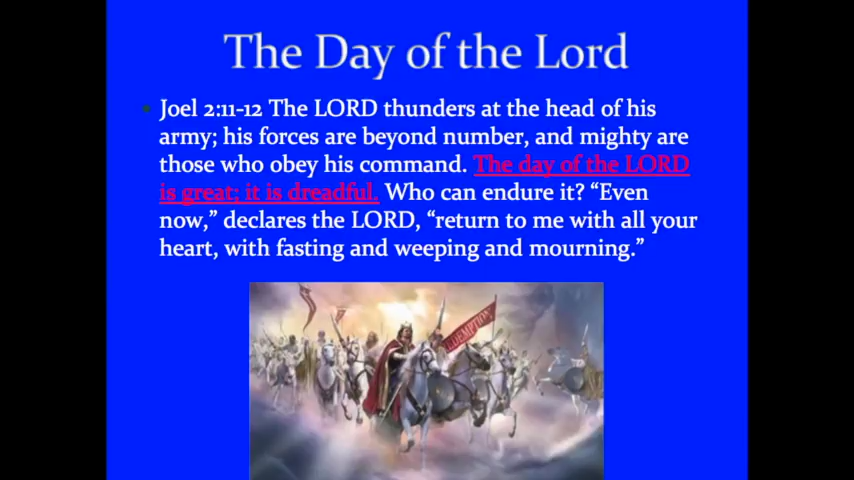 The Day of the Lord
Joel 2:11-12 The LORD thunders at the head of his
army; his forces are beyond number, and mighty are
those who obey his command. The day of the LORD
is great; it is dreadful. Who can endure it? “Even
now,” declares the LORD, “return to me with all your
heart, with fasting and weeping and mourning.”
REDEMPTION